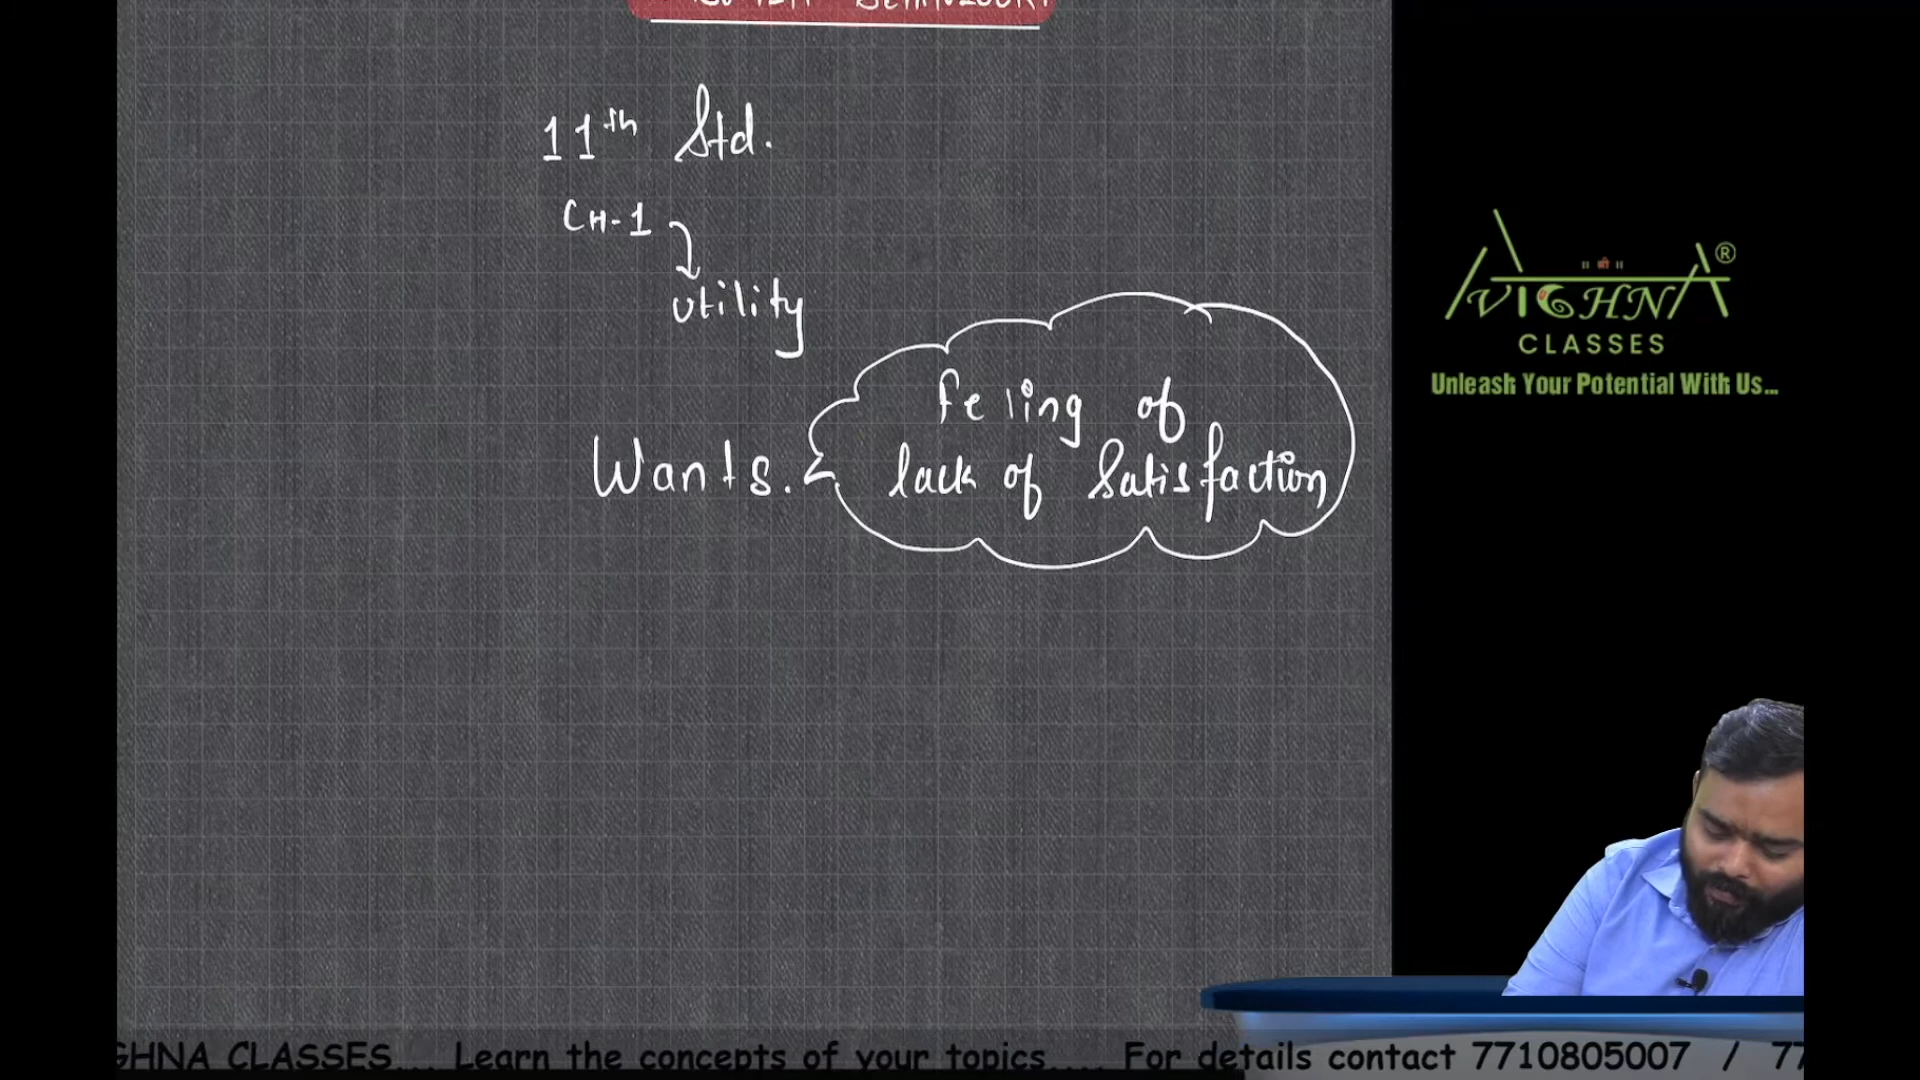 11th Std.
CH-1
utility
Wants.
Feling of
lack of Satisfaction
AVIGHNA ®
CLASSES
Unleash Your Potential With Us...
GHNA CLASSES.... Learn the concepts of your topics.... For details contact 7710805007 / 77